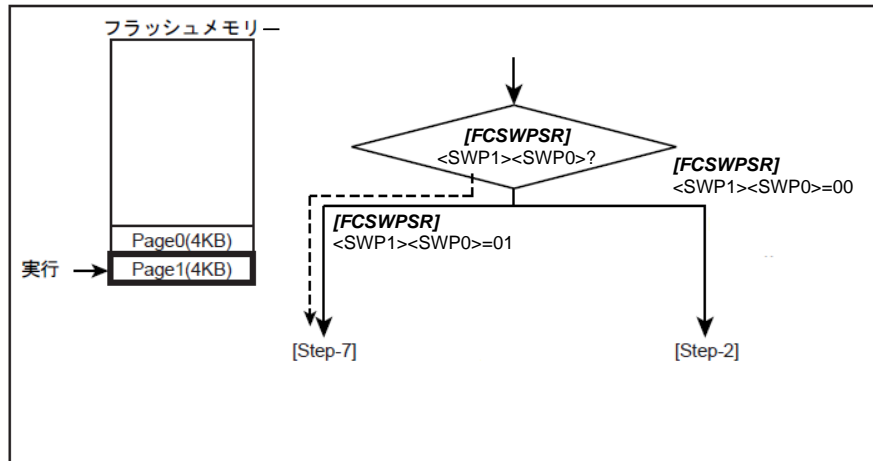 フラッシュメモリー
Page0(4KB)
実行
Page1(4KB)
[FCSWPSR]
<SWP1><SWP0>?
[FCSWPSR]
<SWP1><SWP0>=00
[FCSWPSR]
<SWP1><SWP0>=01
[Step-7]
[Step-2]